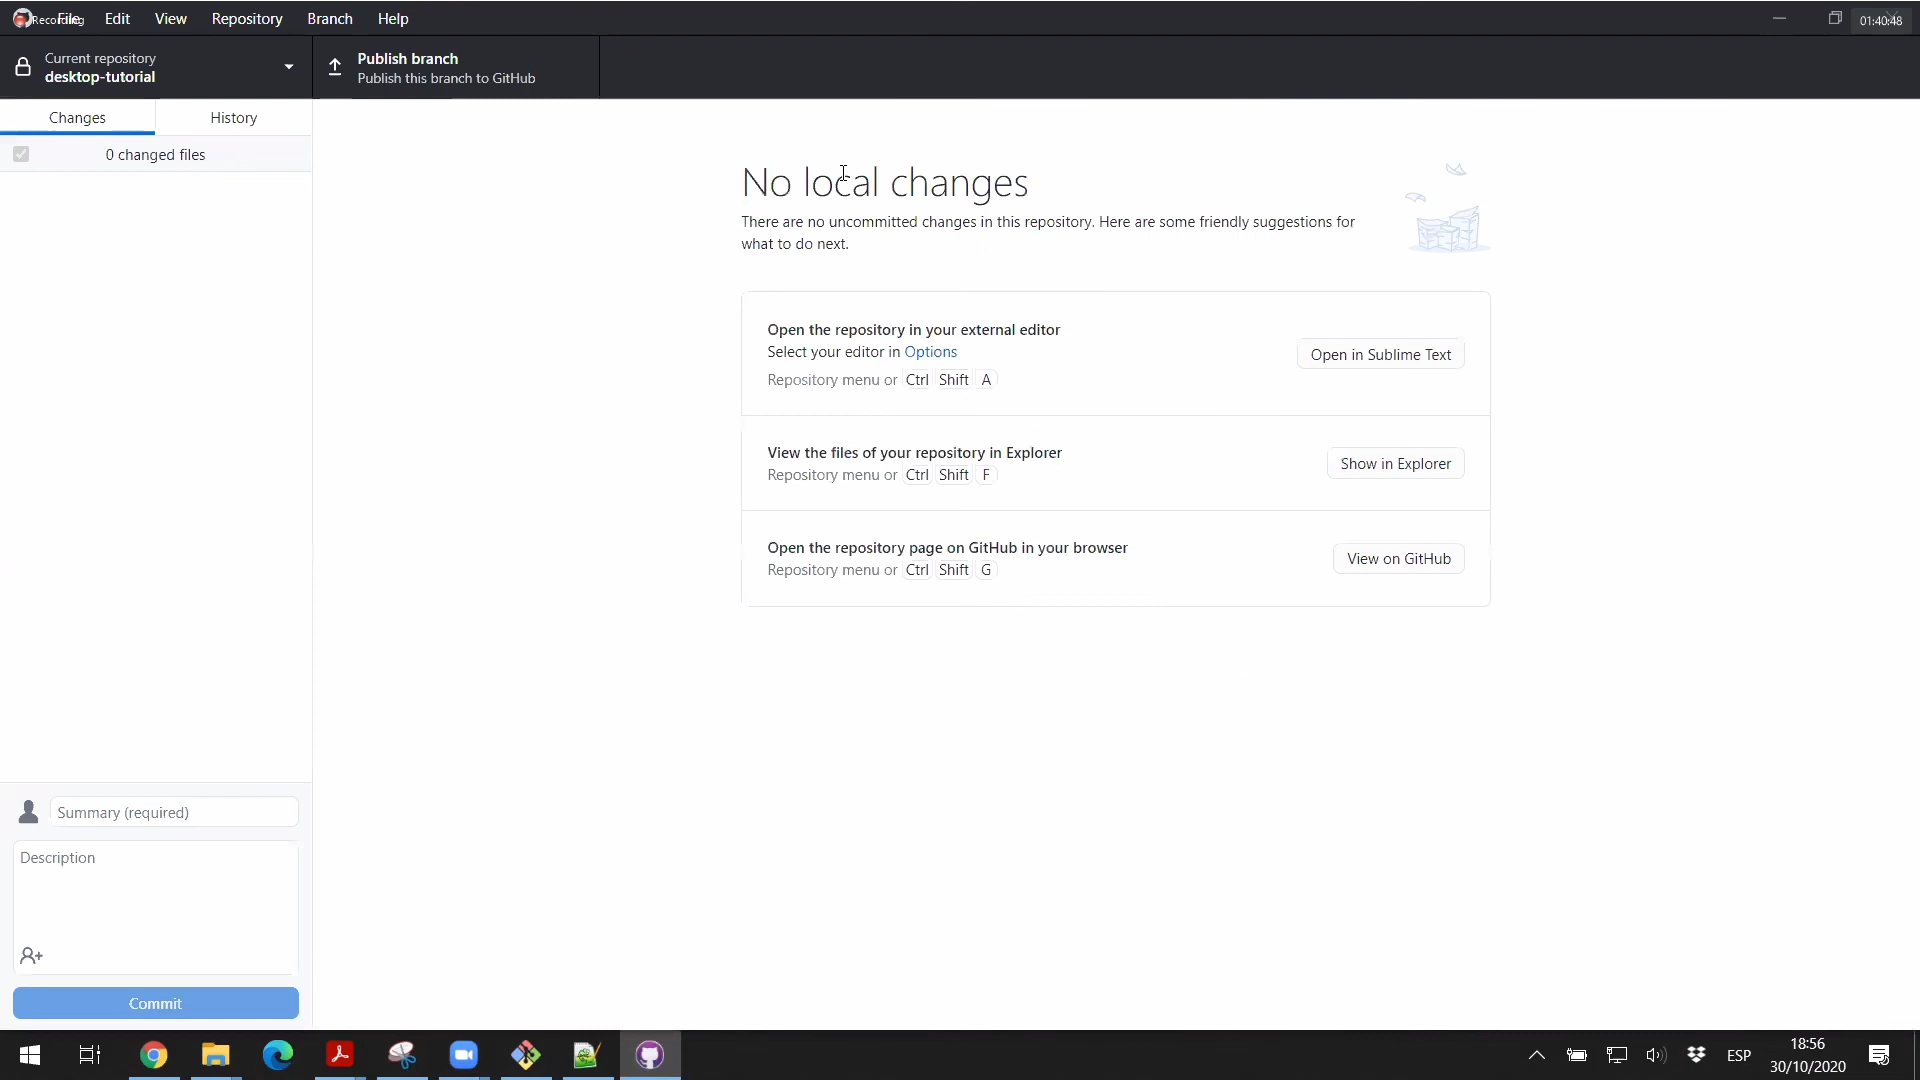 Recording
File Edit View Repository Branch Help
01:40:48
Current repository
desktop-tutorial
Publish branch
Publish this branch to GitHub
Changes History
0 changed files
No local changes
There are no uncommitted changes in this repository. Here are some friendly suggestions for
what to do next.
Open the repository in your external editor
Select your editor in Options
Repository menu or Ctrl Shift A
Open in Sublime Text
View the files of your repository in Explorer
Repository menu or Ctrl Shift F
Show in Explorer
Open the repository page on GitHub in your browser
Repository menu or Ctrl Shift G
View on GitHub
Summary (required)
Description
Commit
ESP
18:56
30/10/2020